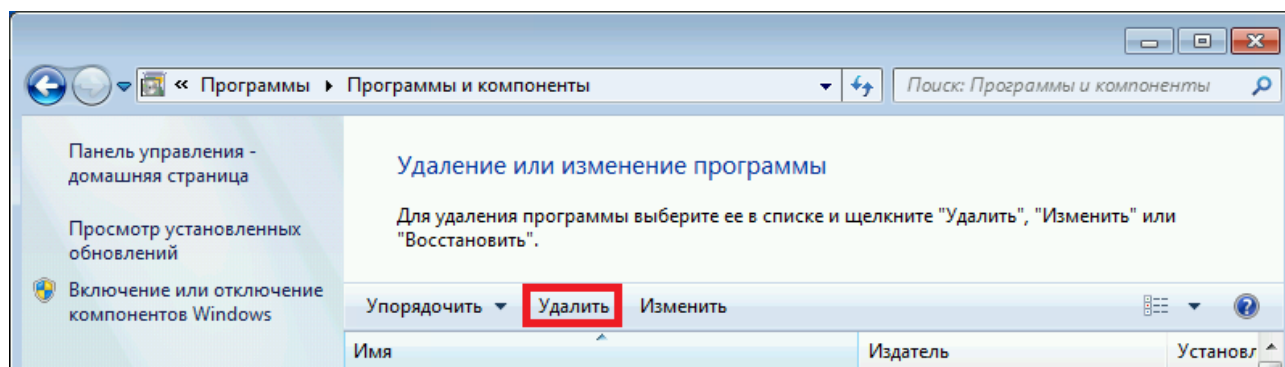 « Программы ▸ Программы и компоненты
Поиск: Программы и компоненты
Панель управления -
домашняя страница
Просмотр установленных
обновлений
Включение или отключение
компонентов Windows
Удаление или изменение программы
Для удаления программы выберите ее в списке и щелкните "Удалить", "Изменить" или
"Восстановить".
Упорядочить Удалить Изменить
Имя Издатель Установл